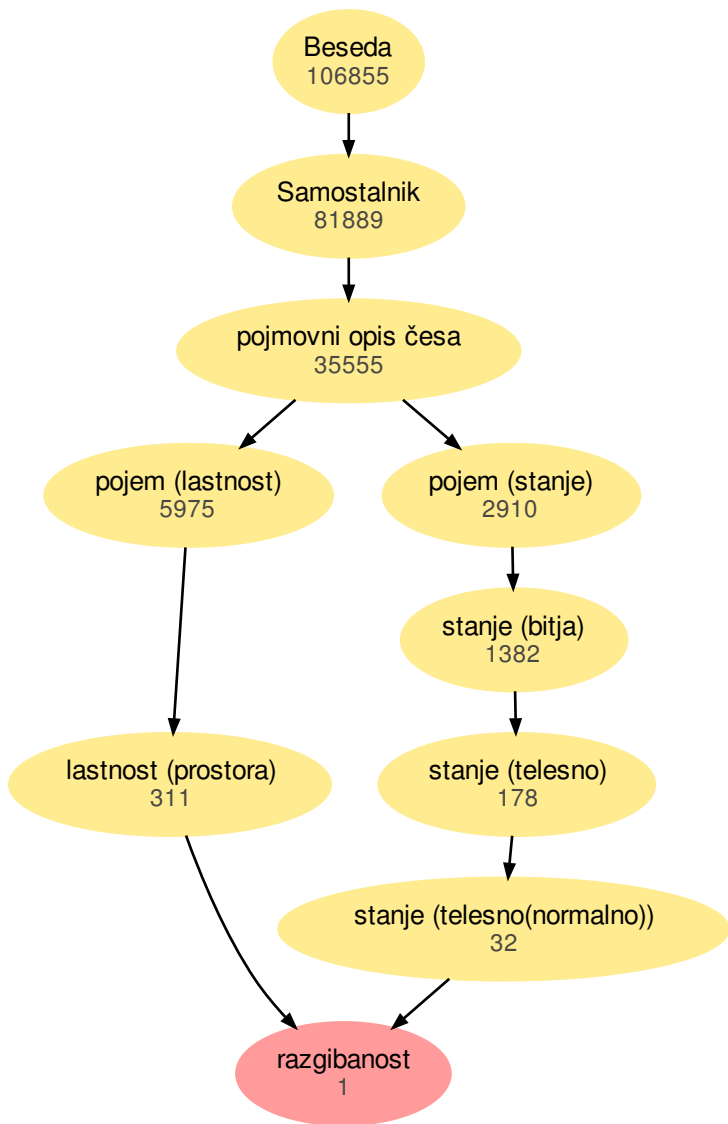 Beseda
106855
Samostalnik
81889
pojmovni opis česa
35555
pojem (lastnost)
5975
pojem (stanje)
2910
stanje (bitja)
1382
lastnost (prostora)
311
stanje (telesno)
178
stanje (telesno(normalno))
32
razgibanost
1